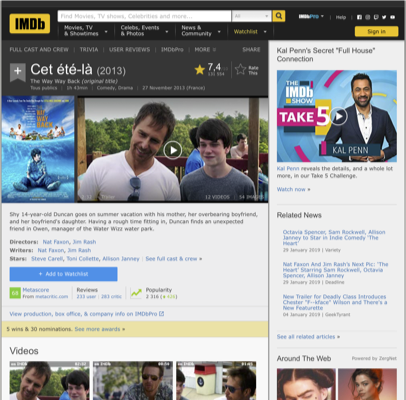 IMDb
Find Movies, TV shows, Celebrities and more...
All
IMDbPro
Help
Movies, TV
& Showtimes
Celebs, Events
& Photos
News &
Community
Watchlist
Sign in
FULL CAST AND CREW
TRIVIA
USER REVIEWS
IMDbPro
MORE
SHARE
Cet été-là (2013)
The Way Way Back (original title)
Tous publics | 1h 43min | Comedy, Drama | 27 November 2013 (France)
7,4
Rate
This
12 VIDEOS
Shy 14-year-old Duncan goes on summer vacation with his mother, her overbearing boyfriend,
and her boyfriend's daughter. Having a rough time fitting in, Duncan finds an unexpected
friend in Owen, manager of the Water Wizz water park.
Directors: Nat Faxon, Jim Rash
Writers: Nat Faxon, Jim Rash
Stars: Steve Carell, Toni Collette, Allison Janney | See full cast & crew »
+ Add to Watchlist
Metascore
From metacritic.com
Reviews
233 user | 283 critic
Popularity
2 316
View production, box office, & company info on IMDbPro
5 wins & 30 nominations. See more awards »
Videos
Kal Penn's Secret "Full House"
Connection
THE
IMDb
SHOW
TAKE 5
KAL PENN
Kal Penn reveals the details, and a whole lot
more, in our Take 5 Challenge.
Watch now »
Related News
Octavia Spencer, Sam Rockwell, Allison
Janney to Star in Indie Comedy 'The
Heart'
29 January 2019 | Variety
Nat Faxon And Jim Rash's Next Pic: 'The
Heart' Starring Sam Rockwell, Octavia
Spencer, Allison Janney
29 January 2019 | Deadline
New Trailer for Deadly Class Introduces
Chester "F--kface" Wilson and There's
a New Featurette
04 January 2019 | GeekTyrant
See all related articles »
Around The Web
Powered by ZergNet